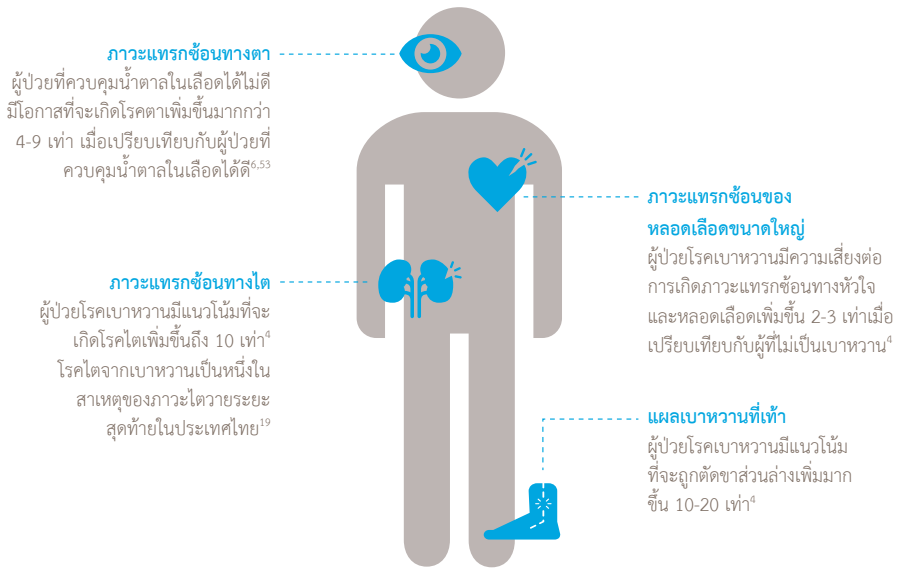 ภาวะแทรกซ้อนทางตา
ผู้ป่วยที่ควบคุมน้ำตาลในเลือดได้ไม่ดี
มีโอกาสที่จะเกิดโรคตาเพิ่มขึ้นมากกว่า
4-9 เท่า เมื่อเปรียบเทียบกับผู้ป่วยที่
ควบคุมน้ำตาลในเลือดได้ดี6,53
ภาวะแทรกซ้อนทางไต
ผู้ป่วยโรคเบาหวานมีแนวโน้มที่จะ
เกิดโรคไตเพิ่มขึ้นถึง 10 เท่า4
โรคไตจากเบาหวานเป็นหนึ่งใน
สาเหตุของภาวะไตวายระยะ
สุดท้ายในประเทศไทย19
ภาวะแทรกซ้อนของ
หลอดเลือดขนาดใหญ่
ผู้ป่วยโรคเบาหวานมีความเสี่ยงต่อ
การเกิดภาวะแทรกซ้อนทางหัวใจ
และหลอดเลือดเพิ่มขึ้น 2-3 เท่าเมื่อ
เปรียบเทียบกับผู้ที่ไม่เป็นเบาหวาน4
แผลเบาหวานที่เท้า
ผู้ป่วยโรคเบาหวานมีแนวโน้ม
ที่จะถูกตัดขาส่วนล่างเพิ่มมาก
ขึ้น 10-20 เท่า4